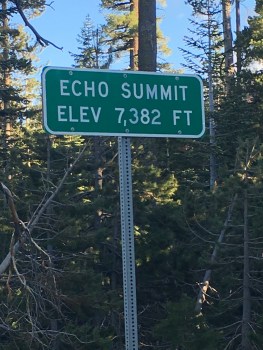 ECHO SUMMIT
ELEV 7,382 FT